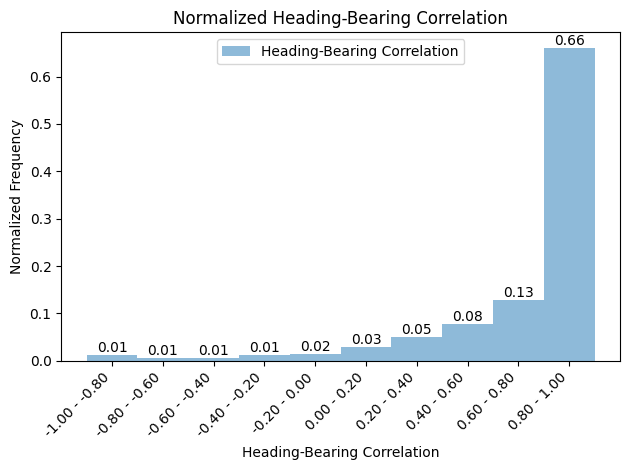 Normalized Heading-Bearing Correlation
Heading-Bearing Correlation
Normalized Frequency
0.6
0.5
0.4
0.3
0.2
0.1
0.0
0.01
0.01
0.01
0.01
0.02
0.03
0.05
0.08
0.13
0.66
-1.00 - -0.80
-0.80 - -0.60
-0.60 - -0.40
-0.40 - -0.20
-0.20 - 0.00
0.00 - 0.20
0.20 - 0.40
0.40 - 0.60
0.60 - 0.80
0.80 - 1.00
Heading-Bearing Correlation